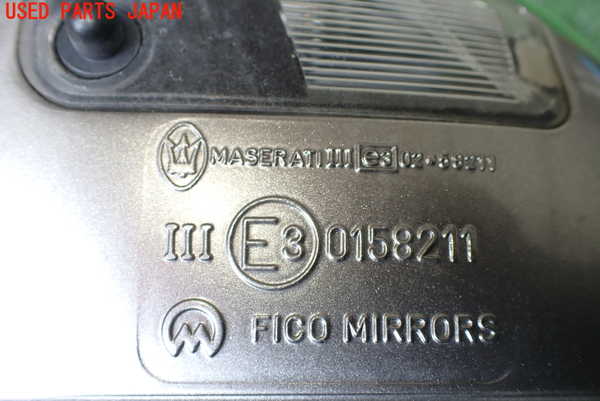 USED PARTS JAPAN
MASERATI III e3 02
III E3 0158211
FICO MIRRORS